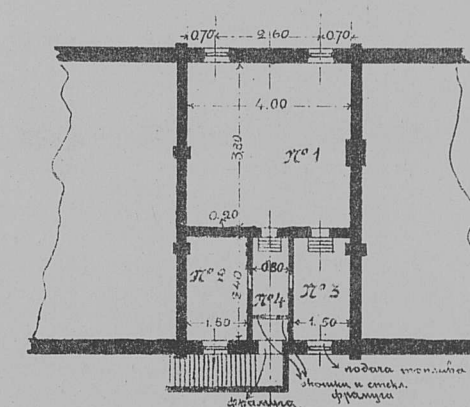 0.70 2.60 0.70
4.00
3.80
№ 1
0.20
№ 2
2.40
0.80
№ 4
№ 3
1.50
1.50
подача топлива
окошки и стекл.
фрамуга
фрамуга